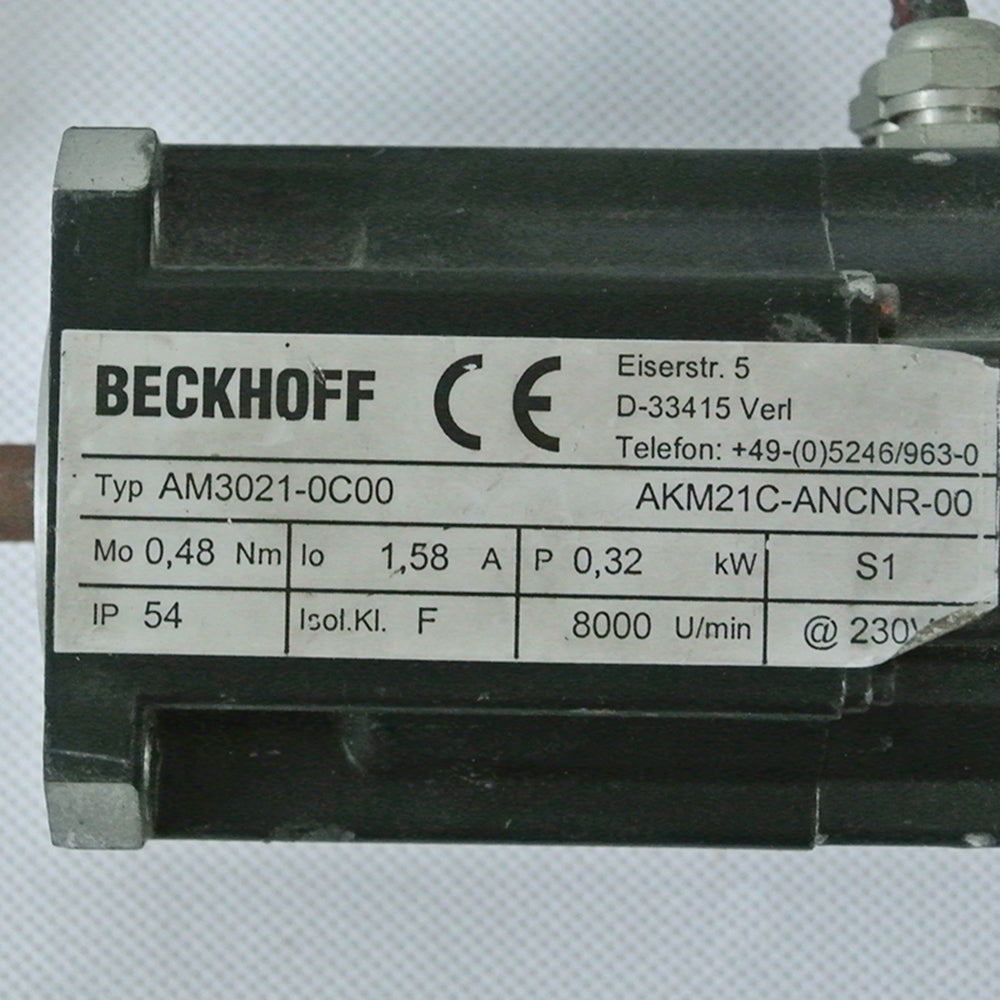 BECKHOFF CE
Eiserstr. 5
D-33415 Verl
Telefon: +49-(0)5246/963-0
Typ AM3021-0C00 AKM21C-ANCNR-00
Mo 0,48 Nm Io 1,58 A P 0,32 kW S1
IP 54 Isol.Kl. F 8000 U/min @ 230V